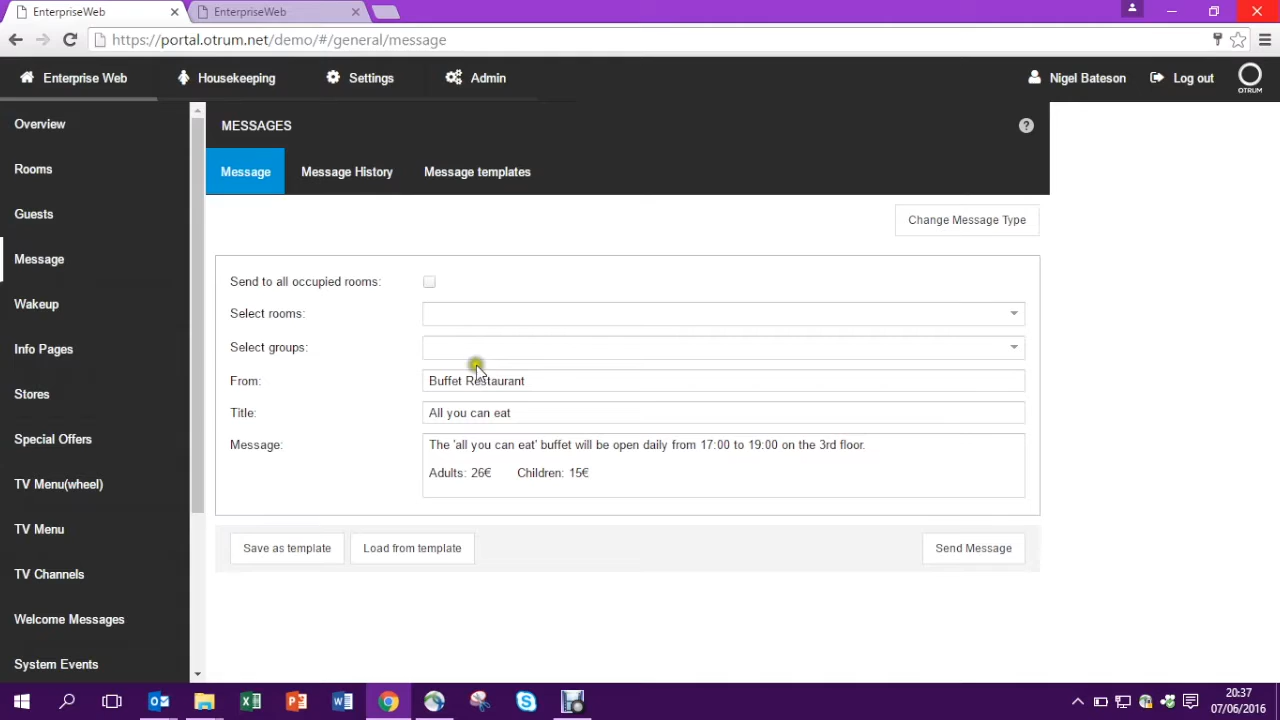 EnterpriseWeb
EnterpriseWeb
https://portal.otrum.net/demo/#/general/message
Enterprise Web
Housekeeping
Settings
Admin
Nigel Bateson
Log out
OTRUM
Overview
Rooms
Guests
Message
Wakeup
Info Pages
Stores
Special Offers
TV Menu(wheel)
TV Menu
TV Channels
Welcome Messages
System Events
MESSAGES
?
Message
Message History
Message templates
Change Message Type
Send to all occupied rooms:
Select rooms:
Select groups:
From: Buffet Restaurant
Title: All you can eat
Message: The 'all you can eat' buffet will be open daily from 17:00 to 19:00 on the 3rd floor.
Adults: 26€ Children: 15€
Save as template
Load from template
Send Message
20:37
07/06/2016